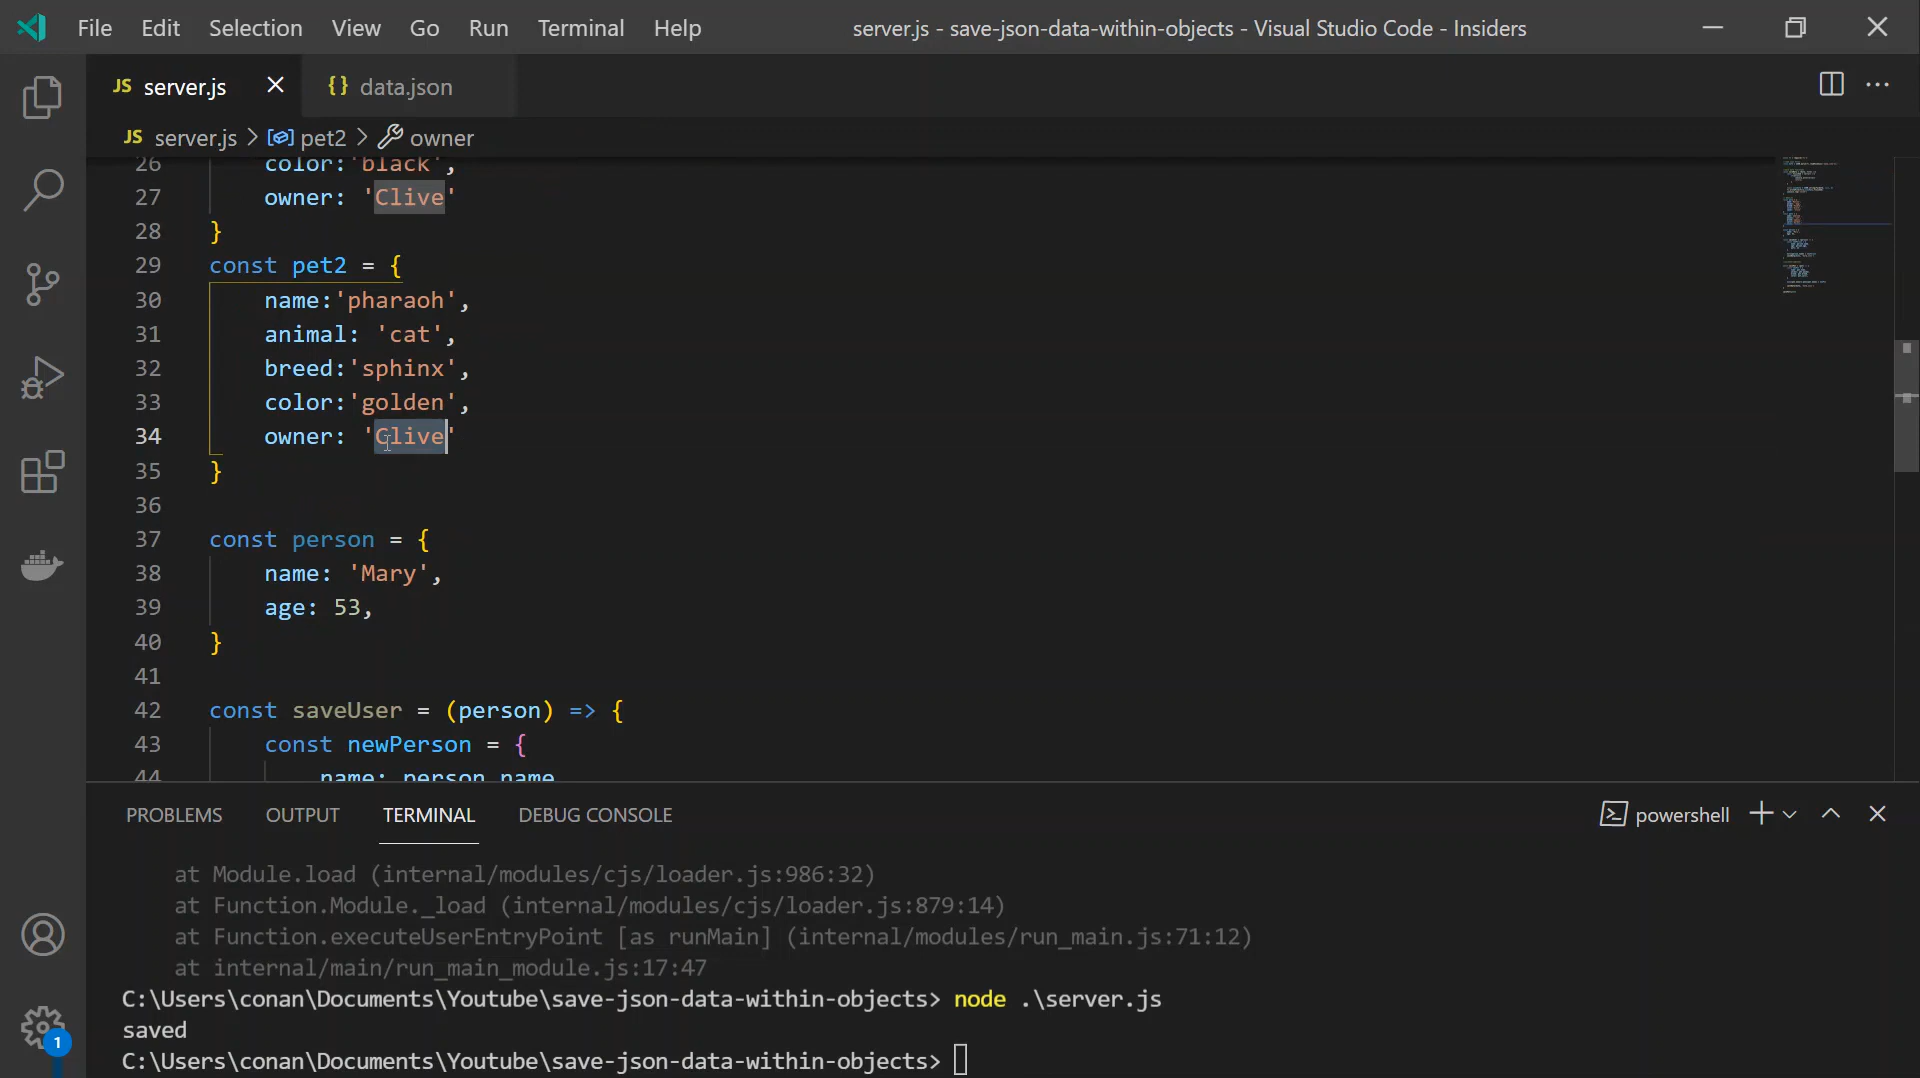 File Edit Selection View Go Run Terminal Help server.js - save-json-data-within-objects - Visual Studio Code - Insiders
JS server.js {} data.json
JS server.js > pet2 > owner
26 color:'black',
27 owner: 'Clive'
28 }
29 const pet2 = {
30 name:'pharaoh',
31 animal: 'cat',
32 breed:'sphinx',
33 color:'golden',
34 owner: 'Clive'
35 }
36
37 const person = {
38 name: 'Mary',
39 age: 53,
40 }
41
42 const saveUser = (person) => {
43 const newPerson = {
44 name: person.name
PROBLEMS OUTPUT TERMINAL DEBUG CONSOLE powershell
at Module.load (internal/modules/cjs/loader.js:986:32)
at Function.Module._load (internal/modules/cjs/loader.js:879:14)
at Function.executeUserEntryPoint [as runMain] (internal/modules/run_main.js:71:12)
at internal/main/run_main_module.js:17:47
C:\Users\conan\Documents\Youtube\save-json-data-within-objects> node .\server.js
saved
C:\Users\conan\Documents\Youtube\save-json-data-within-objects>
1